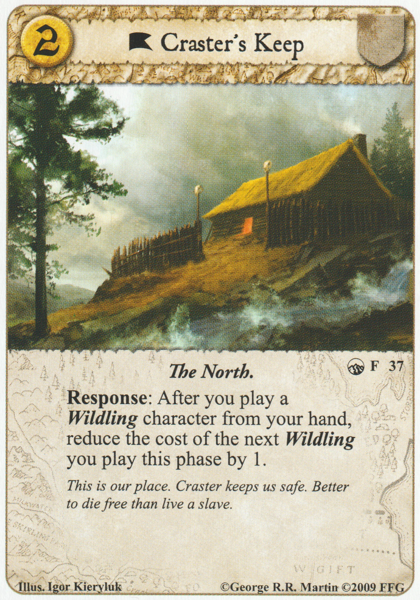 2
Craster's Keep
The North.
F 37
Response: After you play a
Wildling character from your hand,
reduce the cost of the next Wildling
you play this phase by 1.
This is our place. Craster keeps us safe. Better
to die free than live a slave.
W GIFT
Illus. Igor Kieryluk
©George R.R. Martin ©2009 FFG